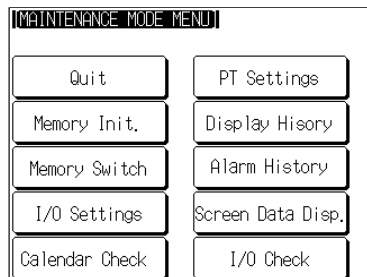 [MAINTENANCE MODE MENU]
Quit
PT Settings
Memory Init.
Display Hisory
Memory Switch
Alarm History
I/O Settings
Screen Data Disp.
Calendar Check
I/O Check